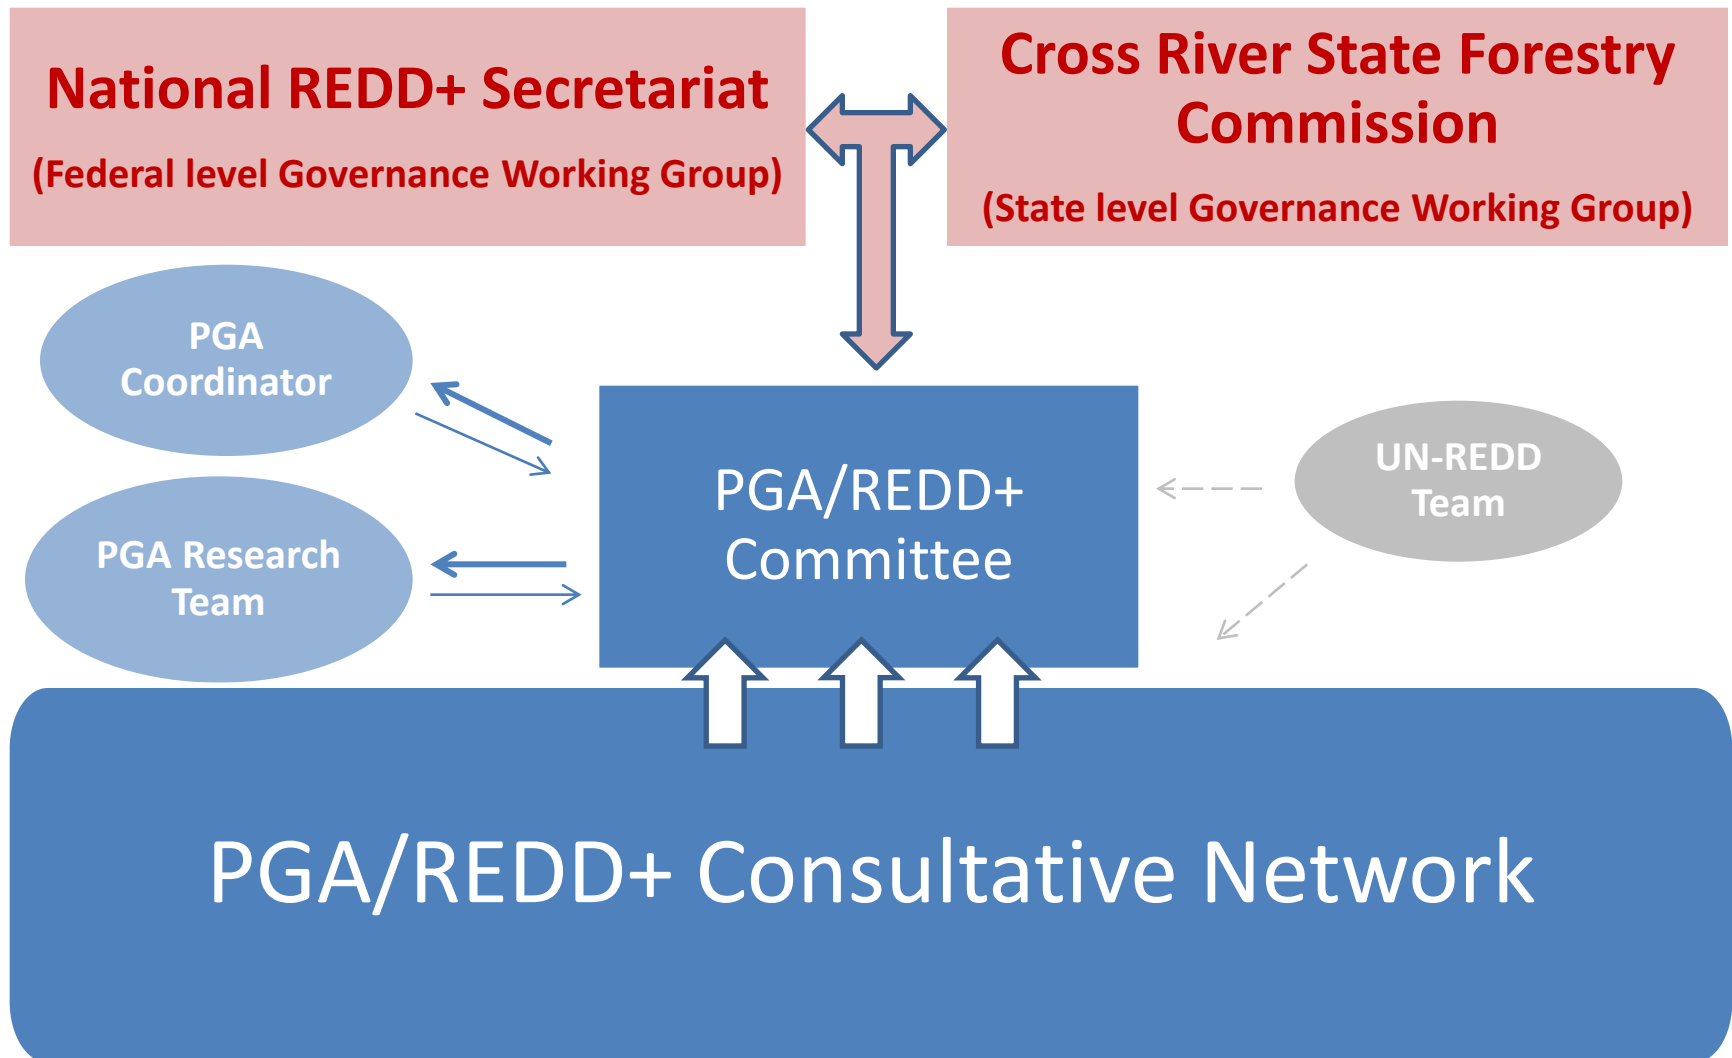 National REDD+ Secretariat
(Federal level Governance Working Group)
Cross River State Forestry
Commission
(State level Governance Working Group)
PGA
Coordinator
PGA Research
Team
PGA/REDD+
Committee
UN-REDD
Team
PGA/REDD+ Consultative Network